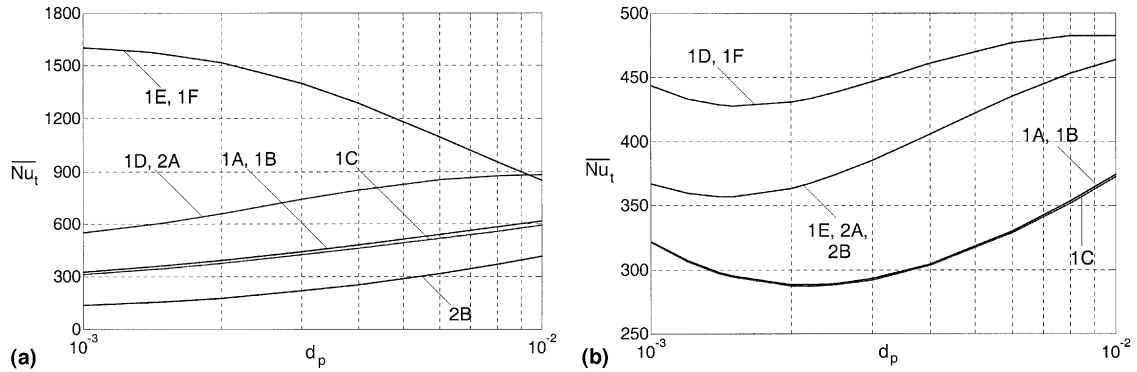 1800
1500
1200
900
600
300
0
Nu_t
1E, 1F
1D, 2A
1A, 1B
1C
2B
10^-3
d_p
10^-2
(a)
500
450
400
350
300
250
Nu_t
1D, 1F
1A, 1B
1E, 2A,
2B
1C
10^-3
d_p
10^-2
(b)